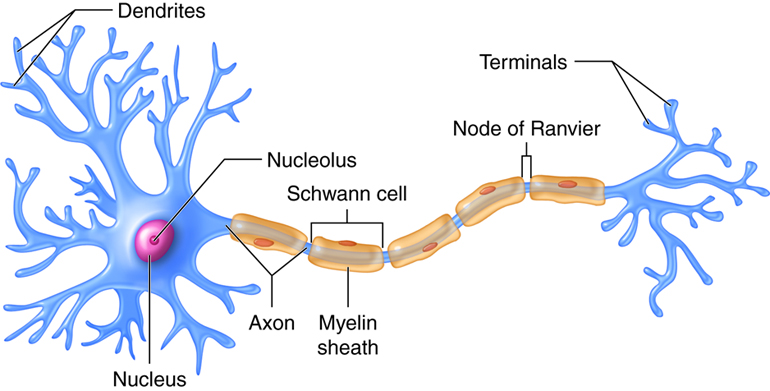 Dendrites
Terminals
Node of Ranvier
Nucleolus
Schwann cell
Axon
Myelin
sheath
Nucleus